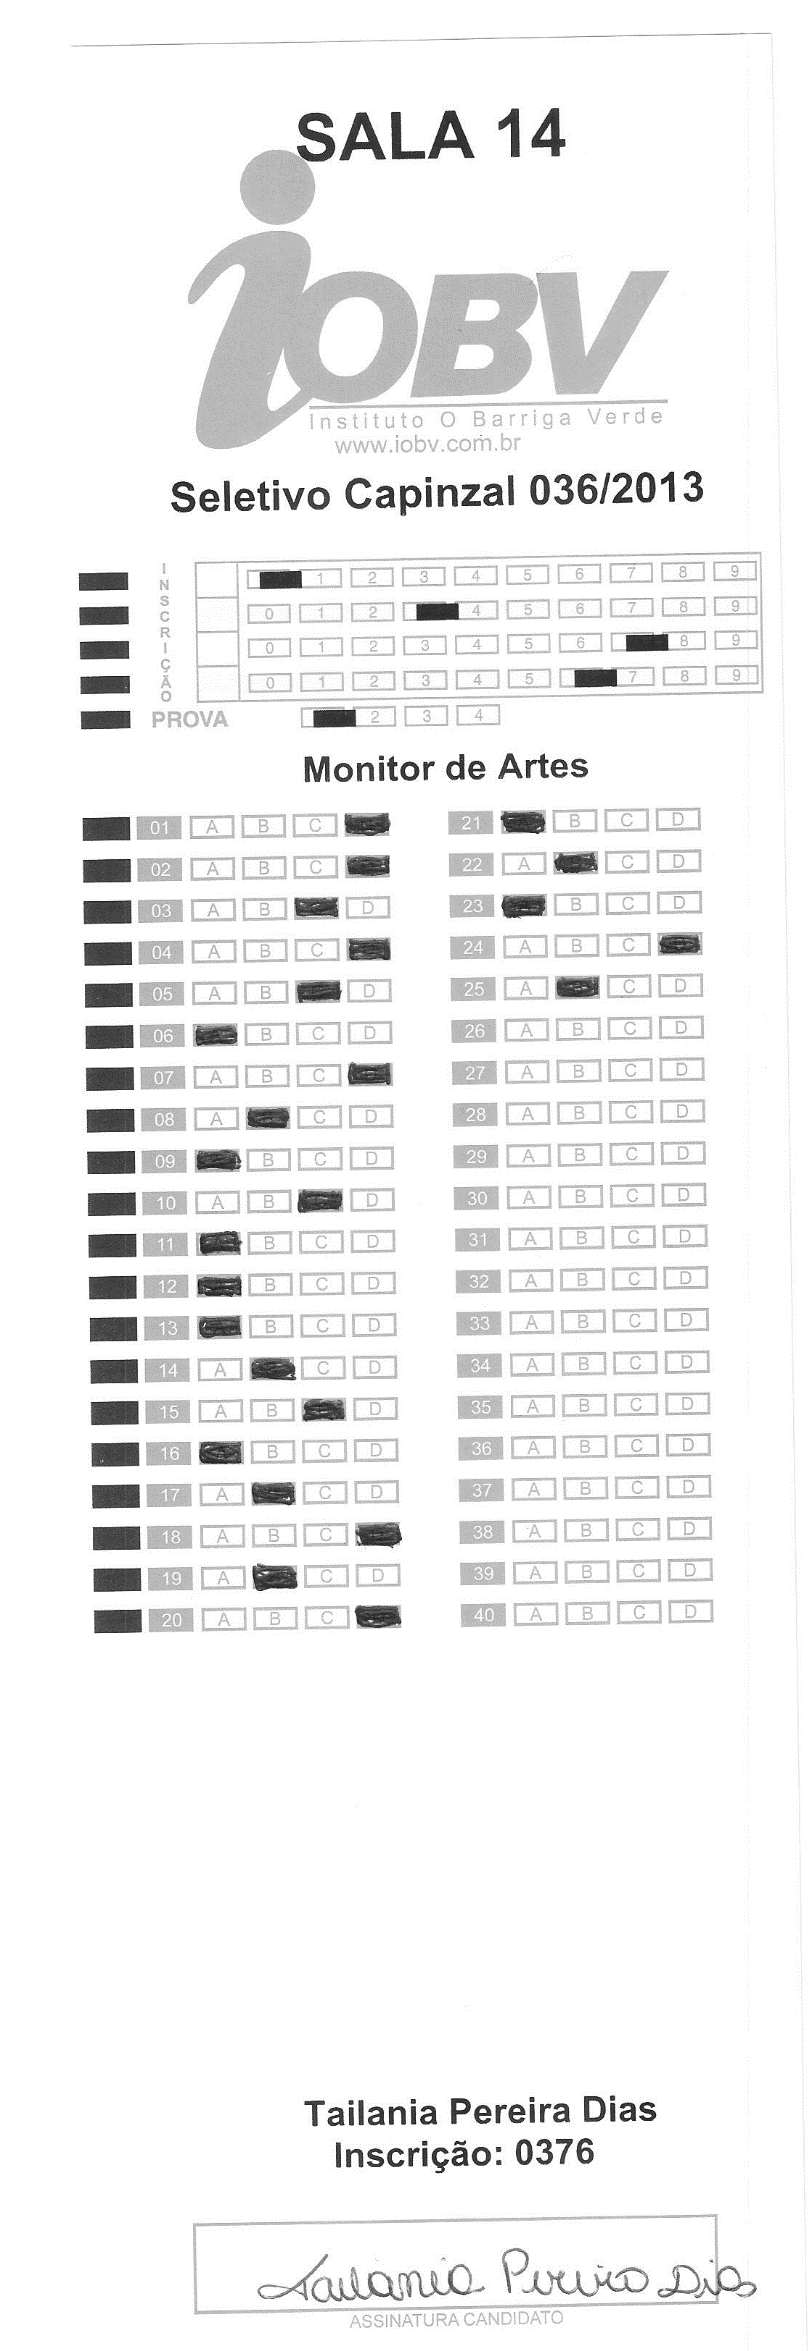 SALA 14
iOBV
Instituto O Barriga Verde
www.iobv.com.br
Seletivo Capinzal 036/2013
INSCRIÇÃO
1 2 3 4 5 6 7 8 9
0 1 2 4 5 6 7 8 9
0 1 2 3 4 5 6 8 9
0 1 2 3 4 5 7 8 9
PROVA 2 3 4
Monitor de Artes
01 A B C
02 A B C
03 A B D
04 A B C
05 A B D
06 B C D
07 A B C
08 A C D
09 B C D
10 A B D
11 B C D
12 B C D
13 B C D
14 A C D
15 A B D
16 B C D
17 A C D
18 A B C
19 A C D
20 A B C
21 B C D
22 A C D
23 B C D
24 A B C
25 A C D
26 A B C D
27 A B C D
28 A B C D
29 A B C D
30 A B C D
31 A B C D
32 A B C D
33 A B C D
34 A B C D
35 A B C D
36 A B C D
37 A B C D
38 A B C D
39 A B C D
40 A B C D
Tailania Pereira Dias
Inscrição: 0376
Tailania Pereira Dias
ASSINATURA CANDIDATO